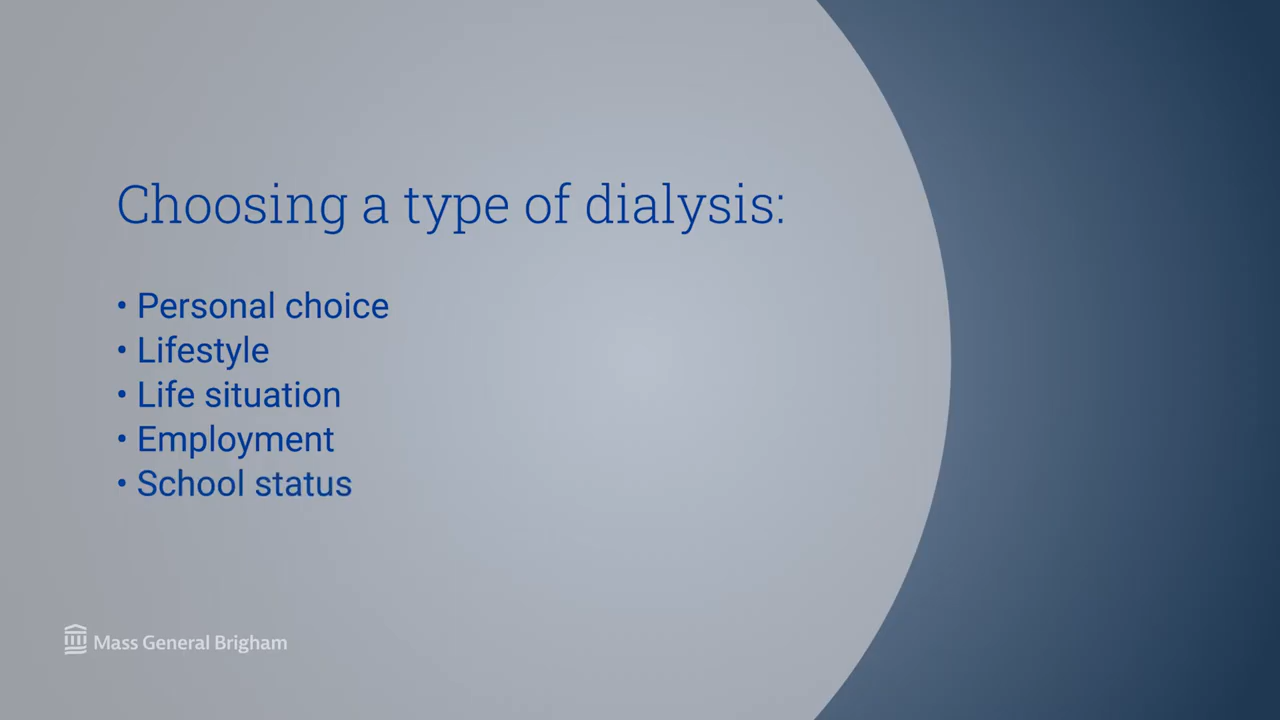 Choosing a type of dialysis:
• Personal choice
• Lifestyle
• Life situation
• Employment
• School status
Mass General Brigham